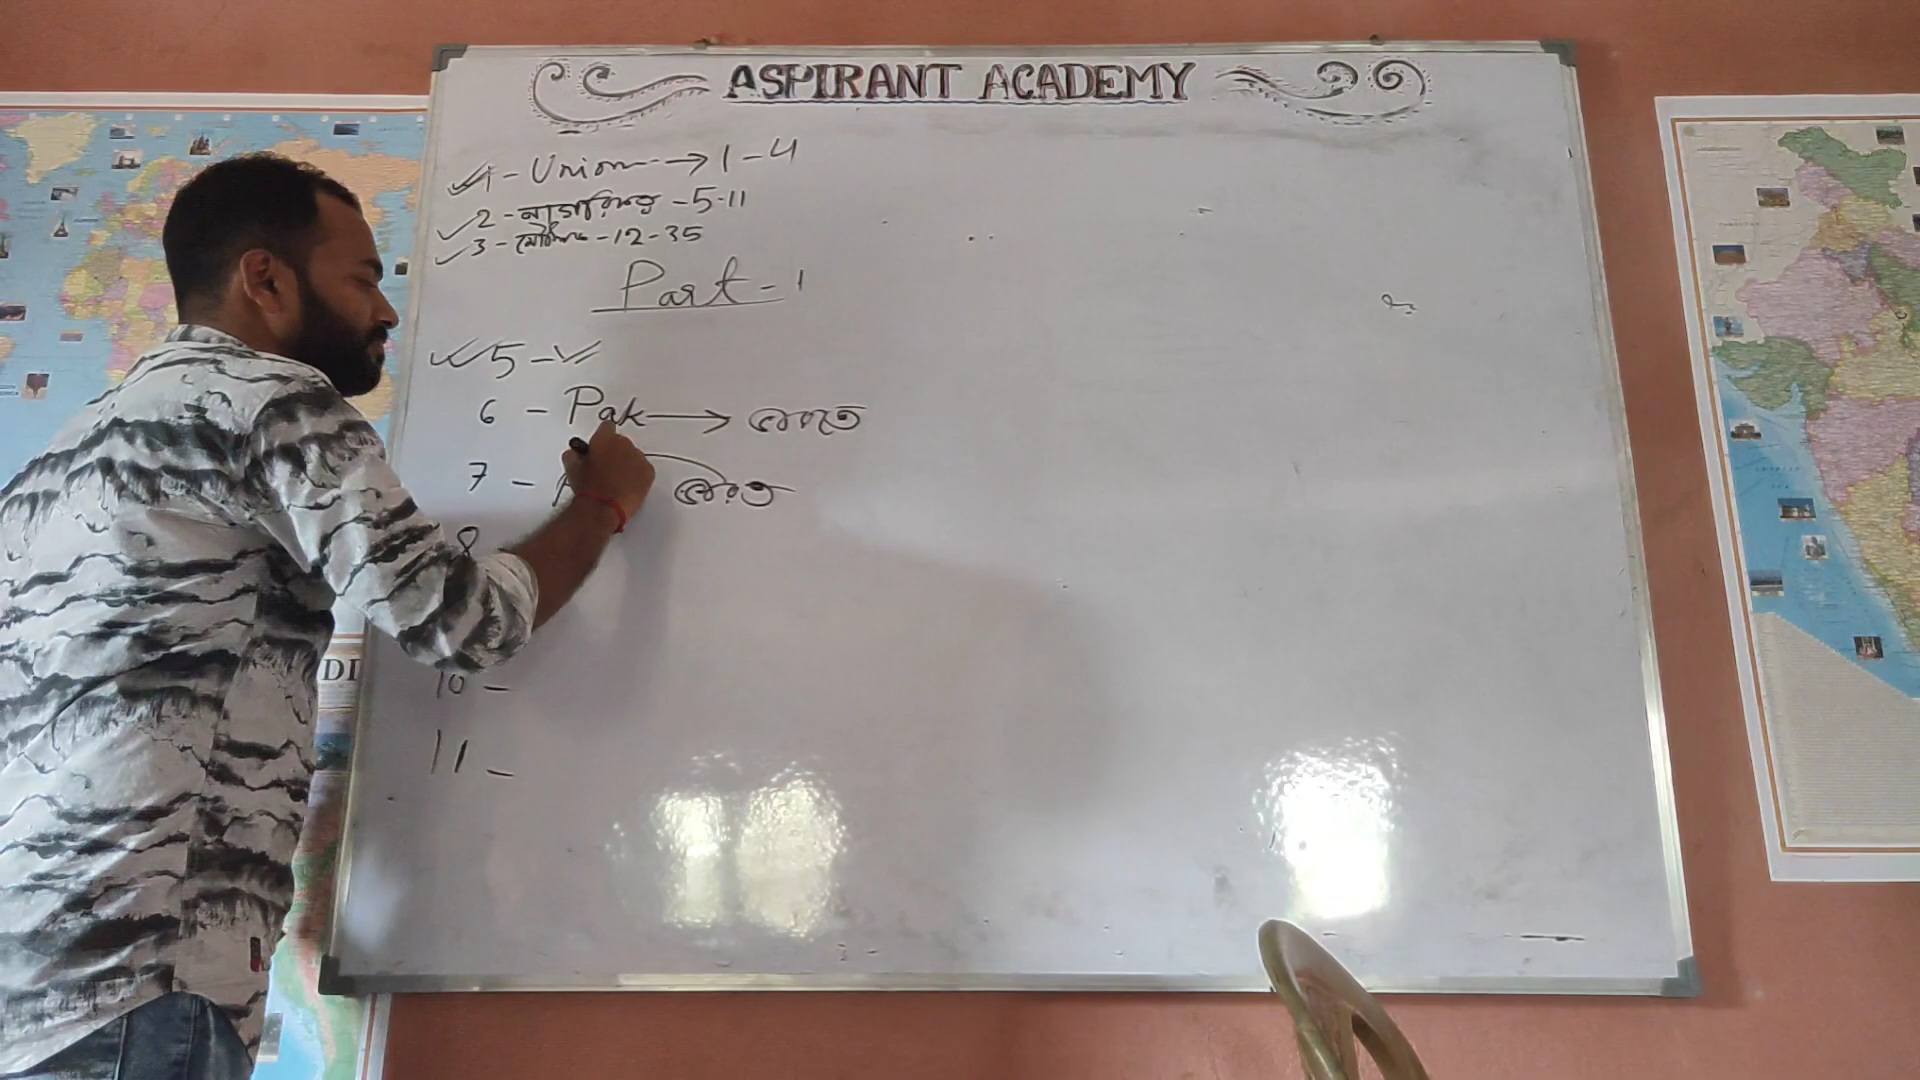 ASPIRANT ACADEMY
1 - Union → 1 - 4
2 - নাগরিকত্ব - 5-11
3 - মৌলিক - 12-35
Part - 1
5 -
6 - Pak → ভারত
7 - ভারত
8
10 -
11 -
DI